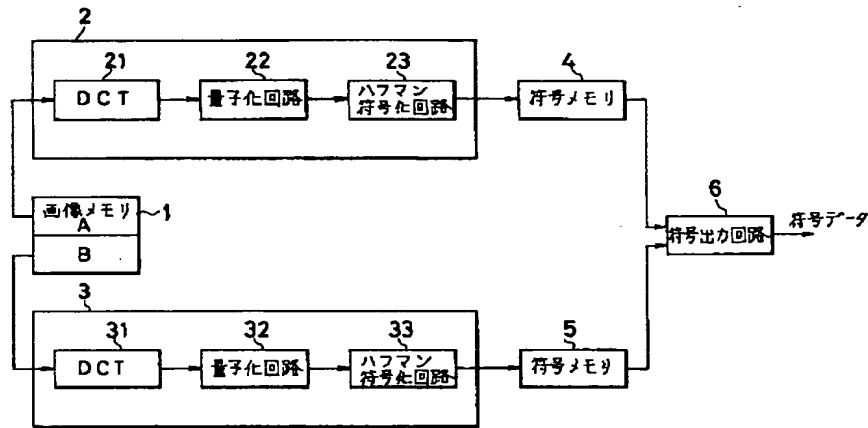 2
21
22
23
4
DCT
量子化回路
ハフマン
符号化回路
符号メモリ
画像メモリ
A
1
B
6
符号出力回路
符号データ
3
31
32
33
5
DCT
量子化回路
ハフマン
符号化回路
符号メモリ